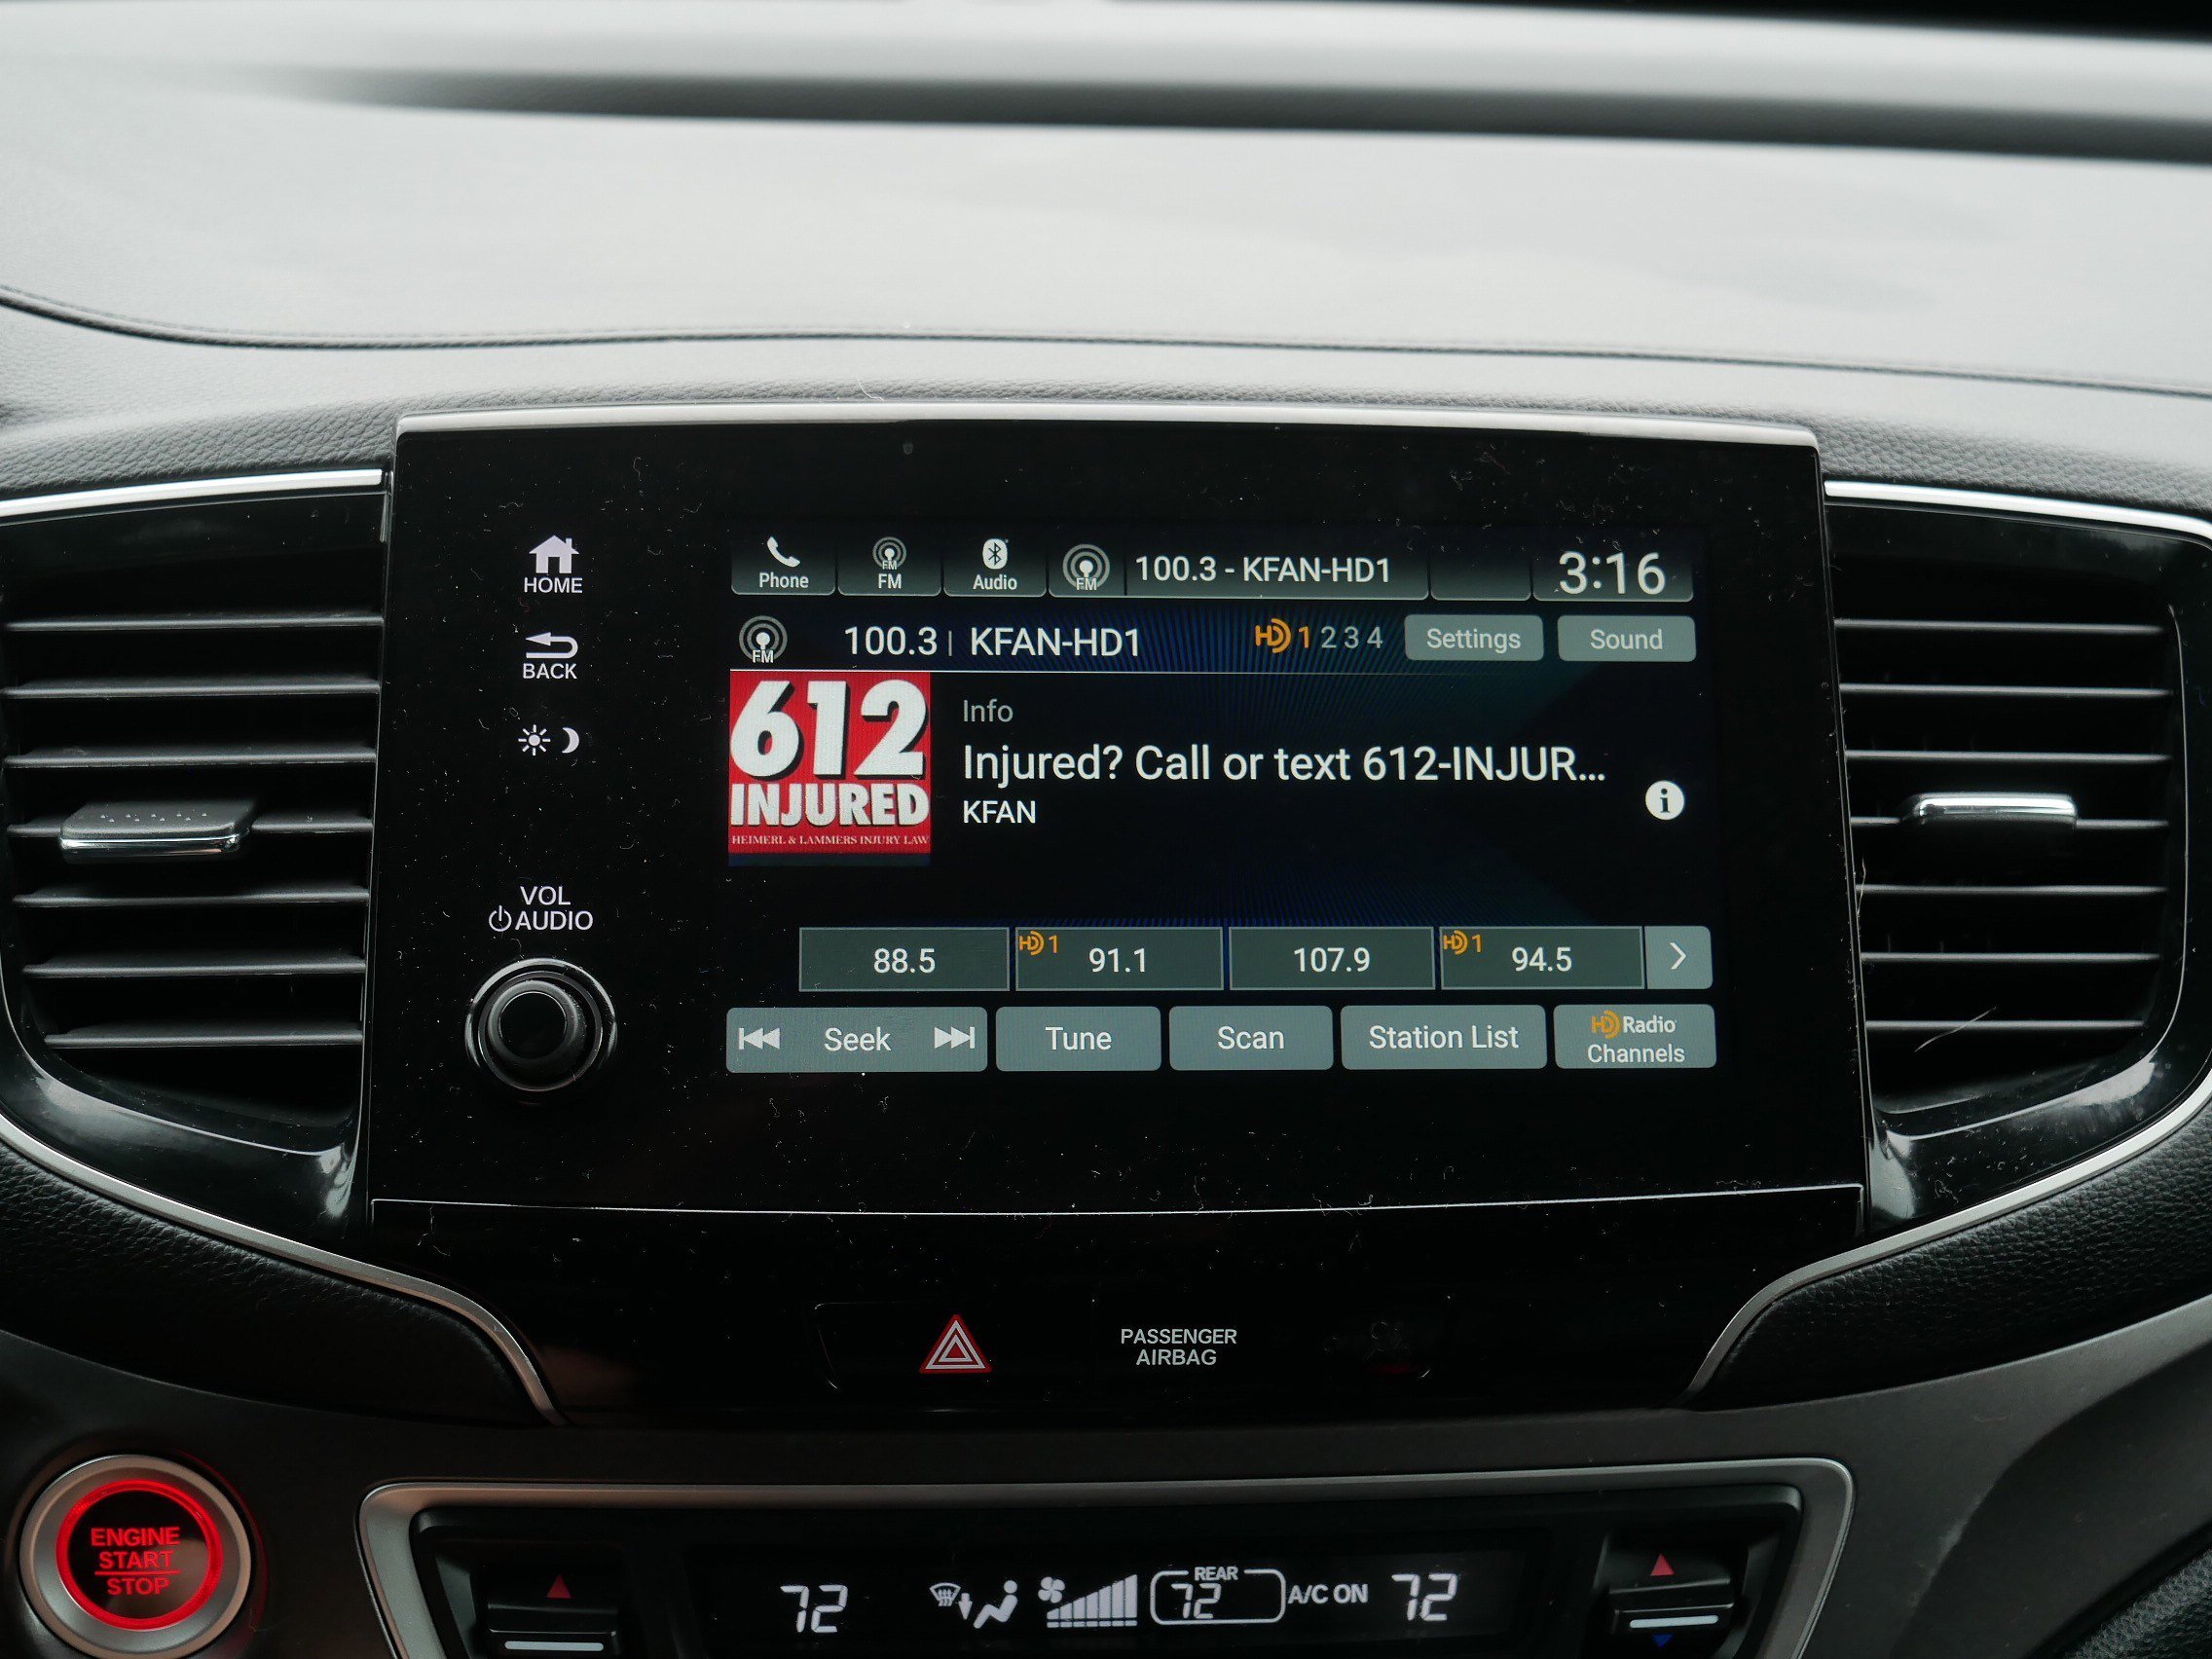 HOME
BACK
VOL
AUDIO
Phone
FM
FM
Audio
FM
100.3 - KFAN-HD1
3:16
FM
100.3 | KFAN-HD1
HD 1 2 3 4
Settings
Sound
612
INJURED
HEIMERL & LAMMERS INJURY LAW
Info
Injured? Call or text 612-INJUR...
KFAN
i
88.5
HD 1
91.1
107.9
HD 1
94.5
Seek
Tune
Scan
Station List
HD Radio
Channels
PASSENGER
AIRBAG
ENGINE
START
STOP
72
REAR
72
A/C ON
72